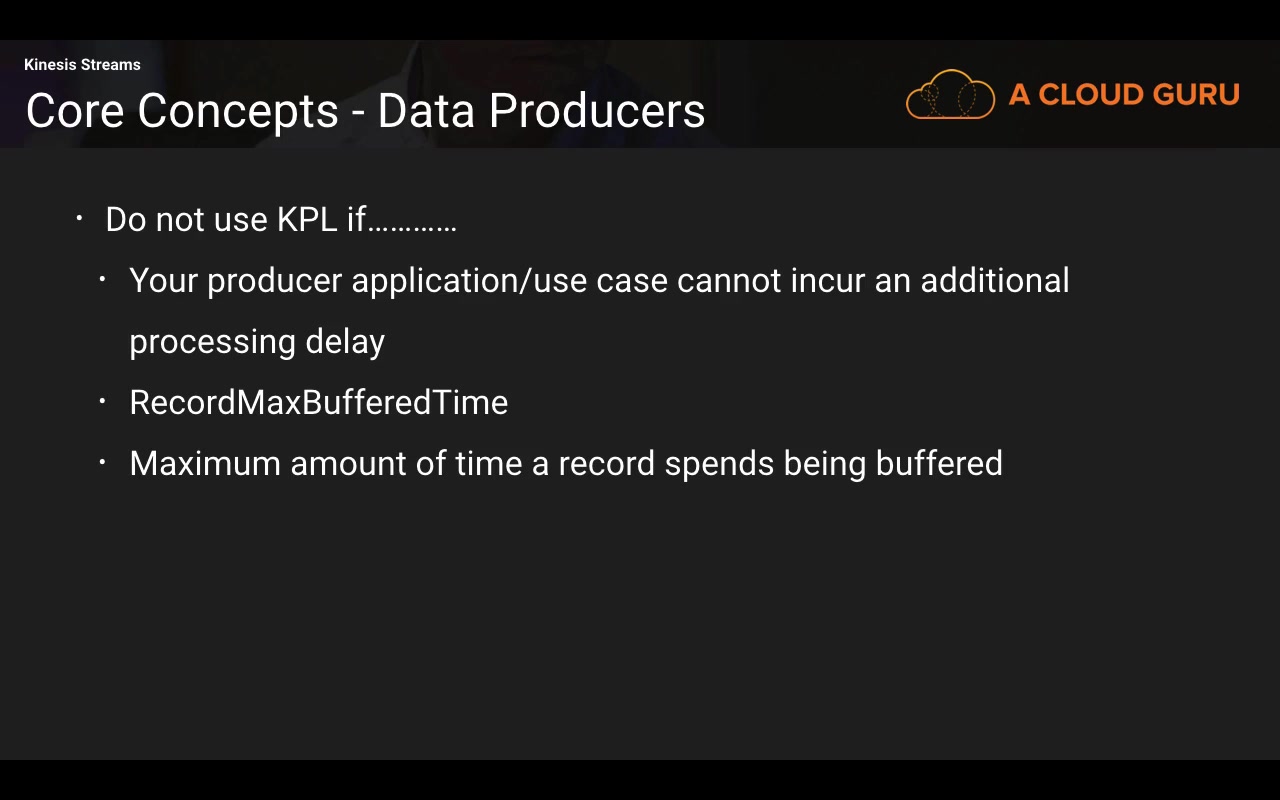 Kinesis Streams
Core Concepts - Data Producers
A CLOUD GURU
• Do not use KPL if…………
• Your producer application/use case cannot incur an additional
processing delay
• RecordMaxBufferedTime
• Maximum amount of time a record spends being buffered